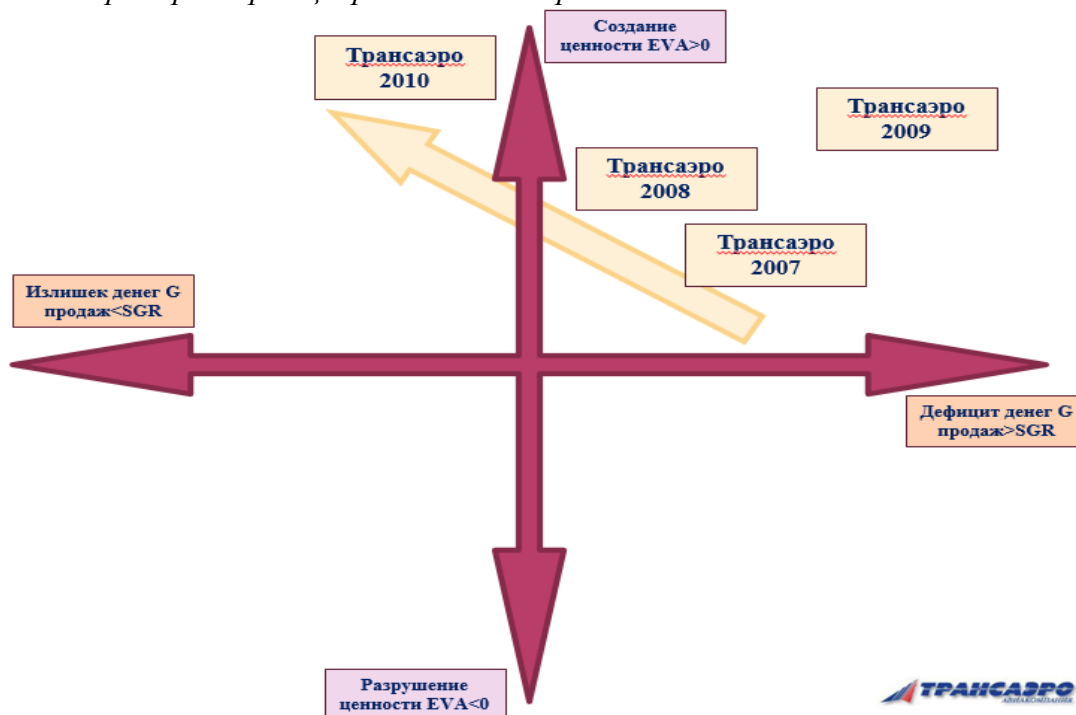 Создание
ценности EVA>0
Трансаэро
2010
Трансаэро
2009
Трансаэро
2008
Трансаэро
2007
Излишек денег G
продаж<SGR
Дефицит денег G
продаж>SGR
Разрушение
ценности EVA<0
ТРАНСАЭРО
АВИАКОМПАНИЯ